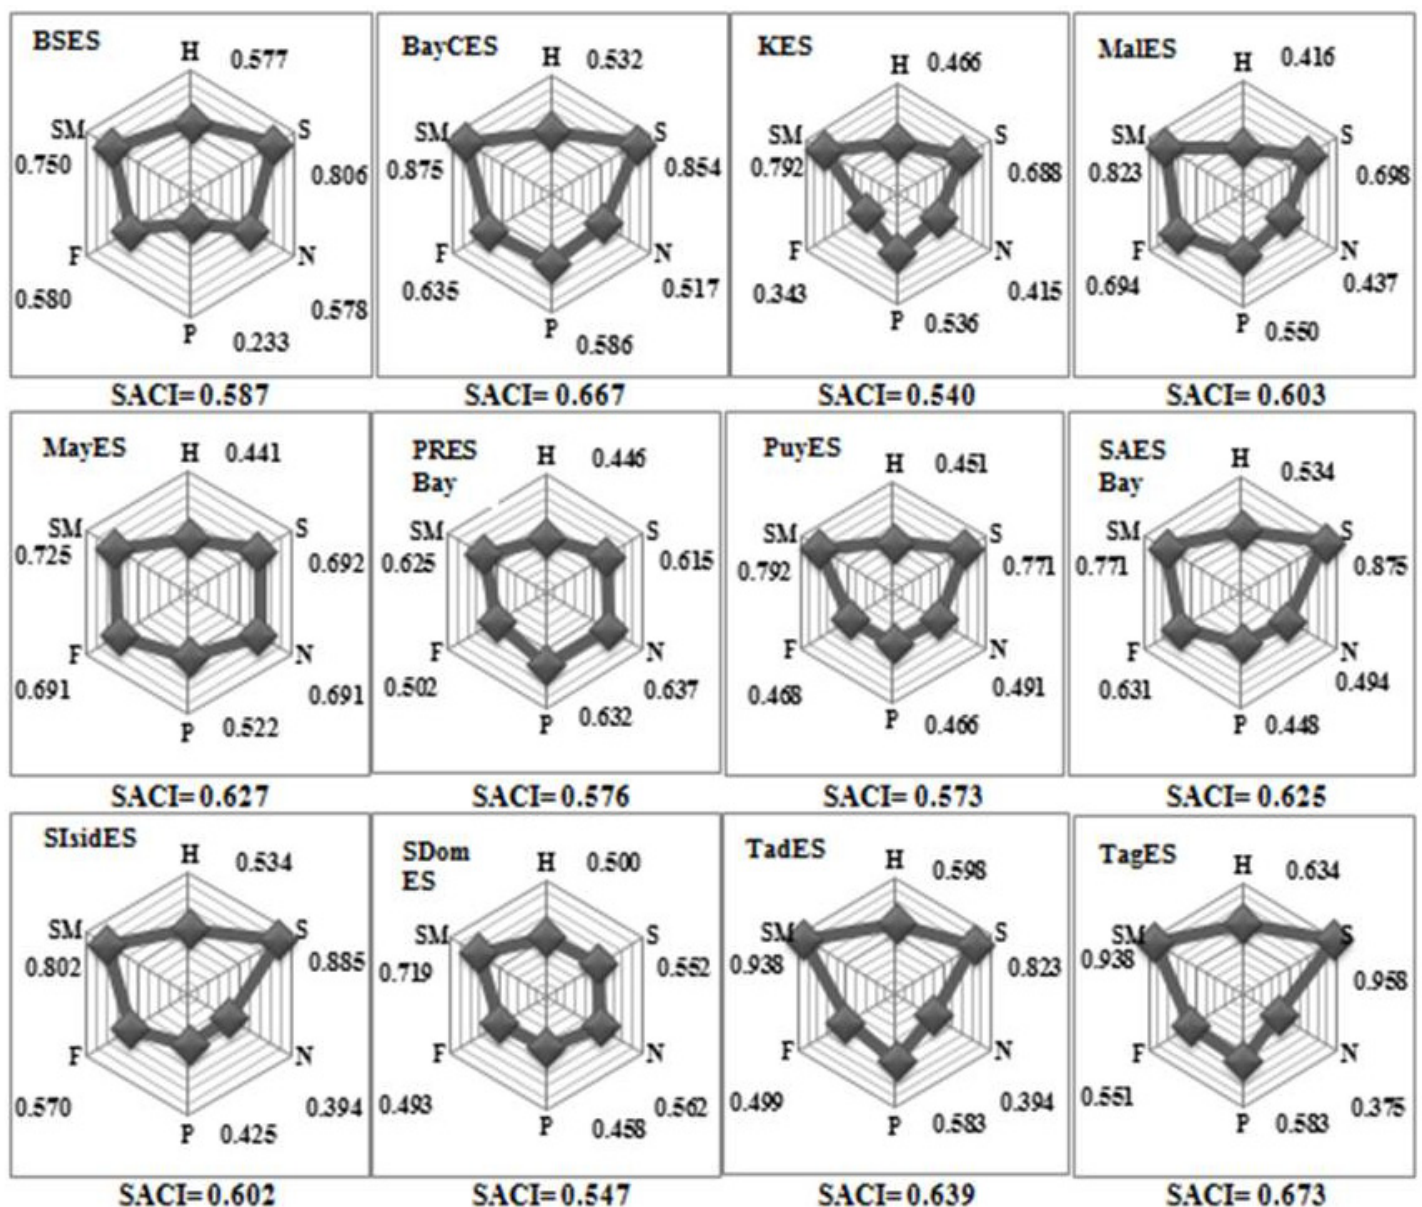 BSES
H 0.577
SM
S
0.750
0.806
F
N
0.580
0.578
P
0.233
SACI= 0.587
BayCES
H 0.532
SM
S
0.875
0.854
F
N
0.635
0.517
P
0.586
SACI= 0.667
KES
H 0.466
SM
S
0.792
0.688
F
N
0.343
0.415
P 0.536
SACI= 0.540
MalES
H 0.416
SM
S
0.823
0.698
F
N
0.694
0.437
P 0.550
SACI= 0.603
MayES
H 0.441
SM
S
0.725
0.692
F
N
0.691
0.691
P 0.522
SACI= 0.627
PRES
Bay
H 0.446
SM
S
0.625
0.615
F
N
0.502
0.637
P 0.632
SACI= 0.576
PuyES
H 0.451
SM
S
0.792
0.771
F
N
0.468
0.491
P 0.466
SACI= 0.573
SAES
Bay
H 0.534
SM
S
0.771
0.875
F
N
0.631
0.494
P 0.448
SACI= 0.625
SIsidES
H 0.534
SM
S
0.802
0.885
F
N
0.570
0.394
P 0.425
SACI= 0.602
SDom
ES
H 0.500
SM
S
0.719
0.552
F
N
0.493
0.562
P 0.458
SACI= 0.547
TadES
H 0.598
SM
S
0.938
0.823
F
N
0.499
0.394
P 0.583
SACI= 0.639
TagES
H 0.634
SM
S
0.938
0.958
F
N
0.551
0.375
P 0.583
SACI= 0.673